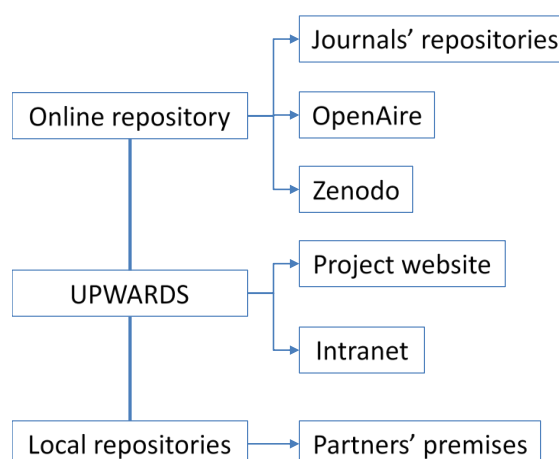 Journals’ repositories
Online repository
OpenAire
Zenodo
Project website
UPWARDS
Intranet
Local repositories
Partners’ premises